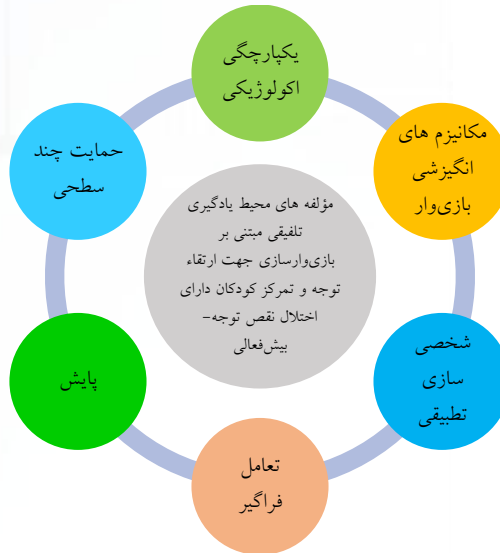 یکپارچگی
اکولوژیکی
مکانیزم های
انگیزشی
بازی‌وار
شخصی
سازی
تطبیقی
تعامل
فراگیر
پایش
حمایت چند
سطحی
مؤلفه های محیط یادگیری
تلفیقی مبتنی بر
بازی‌وارسازی جهت ارتقاء
توجه و تمرکز کودکان دارای
اختلال نقص توجه-
بیش‌فعالی